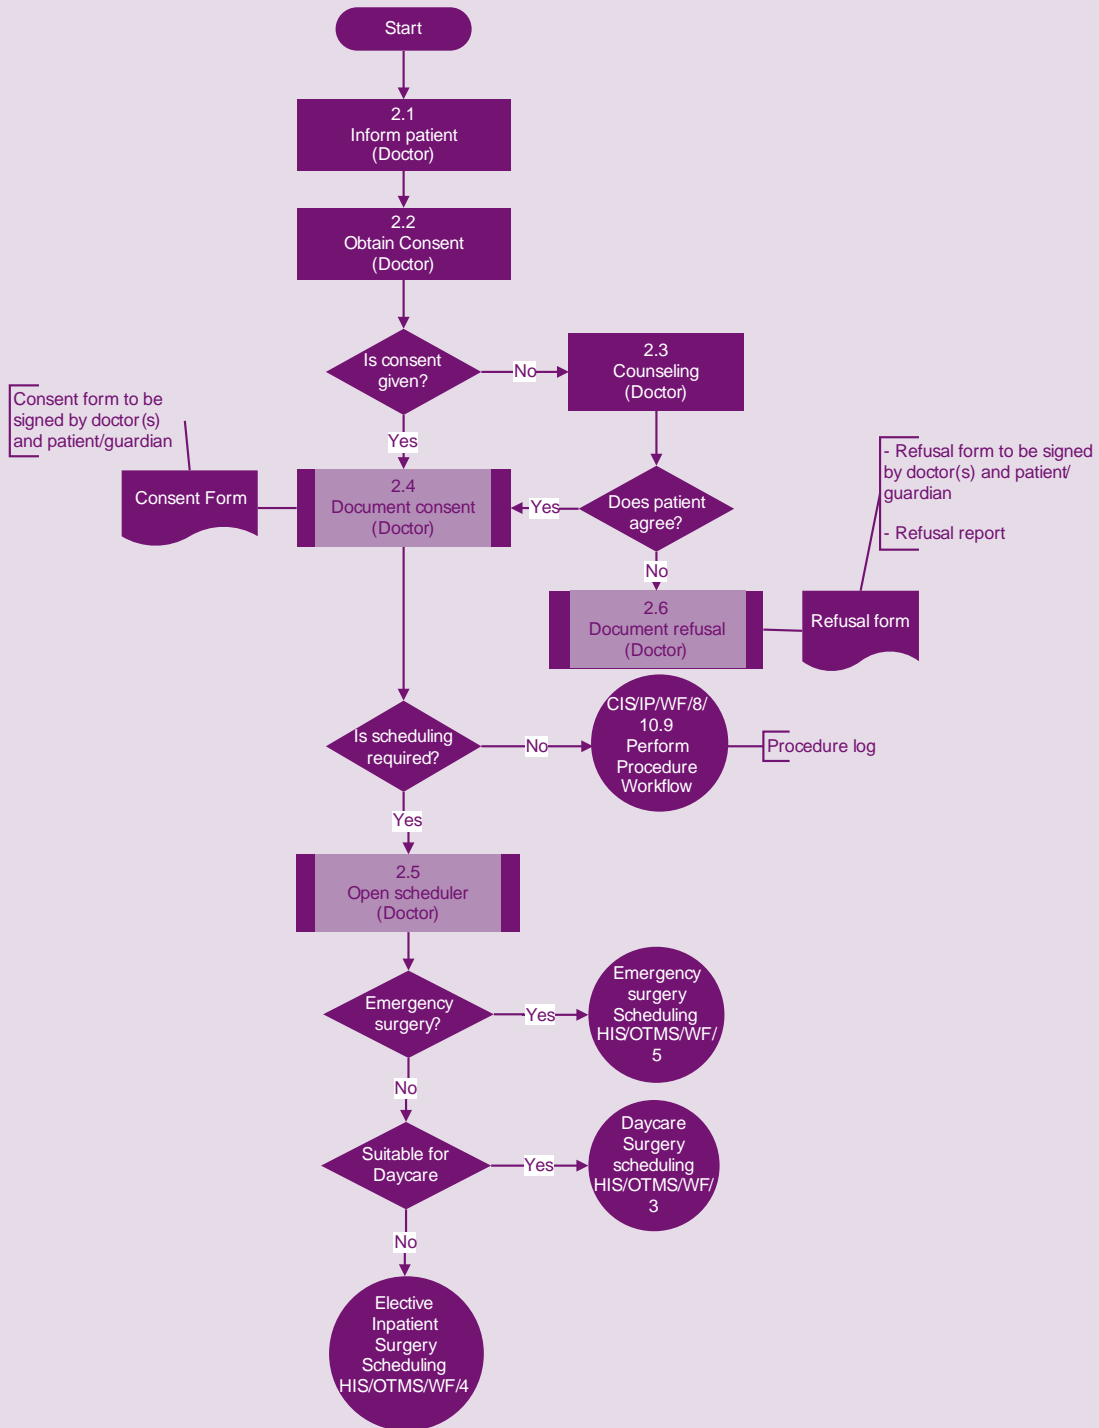 Start
2.1
Inform patient
(Doctor)
2.2
Obtain Consent
(Doctor)
Is consent
given?
No
2.3
Counseling
(Doctor)
Consent form to be
signed by doctor(s)
and patient/guardian
Yes
Consent Form
2.4
Document consent
(Doctor)
Yes
Does patient
agree?
- Refusal form to be signed
by doctor(s) and patient/
guardian
- Refusal report
No
2.6
Document refusal
(Doctor)
Refusal form
Is scheduling
required?
No
CIS/IP/WF/8/
10.9
Perform
Procedure
Workflow
Procedure log
Yes
2.5
Open scheduler
(Doctor)
Emergency
surgery?
Yes
Emergency
surgery
Scheduling
HIS/OTMS/WF/
5
No
Suitable for
Daycare
Yes
Daycare
Surgery
scheduling
HIS/OTMS/WF/
3
No
Elective
Inpatient
Surgery
Scheduling
HIS/OTMS/WF/4